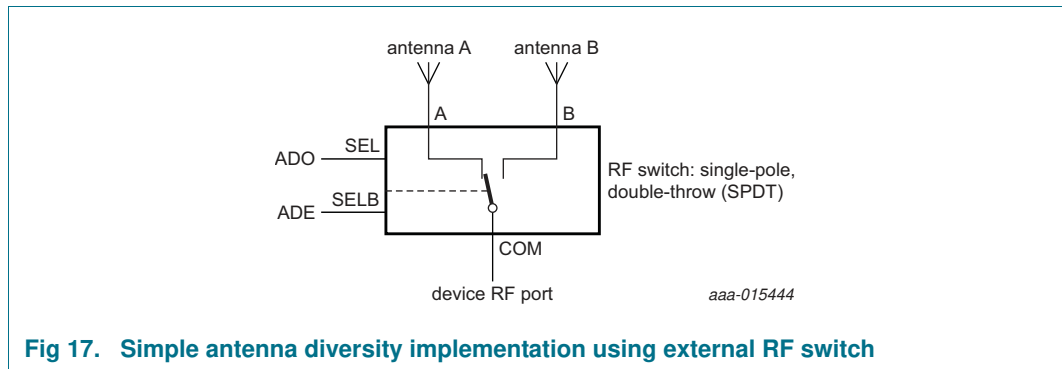 antenna A
antenna B
A
B
ADO
SEL
ADE
SELB
RF switch: single-pole,
double-throw (SPDT)
COM
device RF port
aaa-015444
Fig 17. Simple antenna diversity implementation using external RF switch